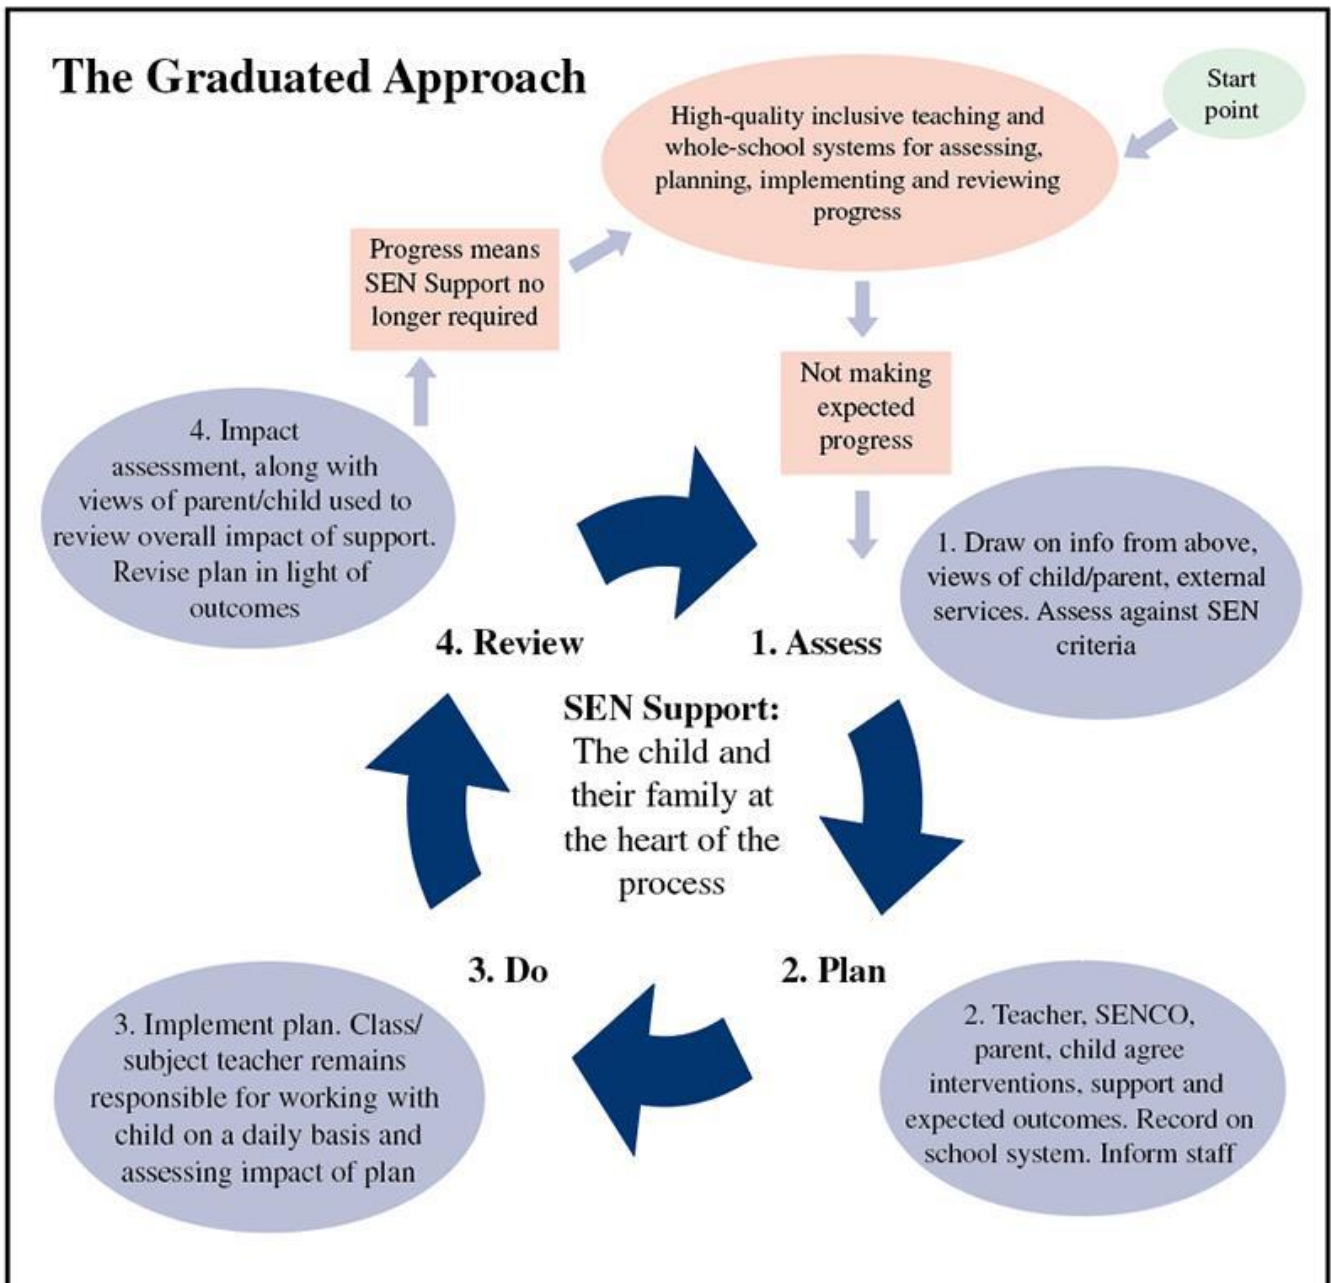 The Graduated Approach
Start
point
High-quality inclusive teaching and
whole-school systems for assessing,
planning, implementing and reviewing
progress
Progress means
SEN Support no
longer required
Not making
expected
progress
4. Impact
assessment, along with
views of parent/child used to
review overall impact of support.
Revise plan in light of
outcomes
1. Draw on info from above,
views of child/parent, external
services. Assess against SEN
criteria
4. Review
1. Assess
SEN Support:
The child and
their family at
the heart of the
process
3. Do
2. Plan
3. Implement plan. Class/
subject teacher remains
responsible for working with
child on a daily basis and
assessing impact of plan
2. Teacher, SENCO,
parent, child agree
interventions, support and
expected outcomes. Record on
school system. Inform staff